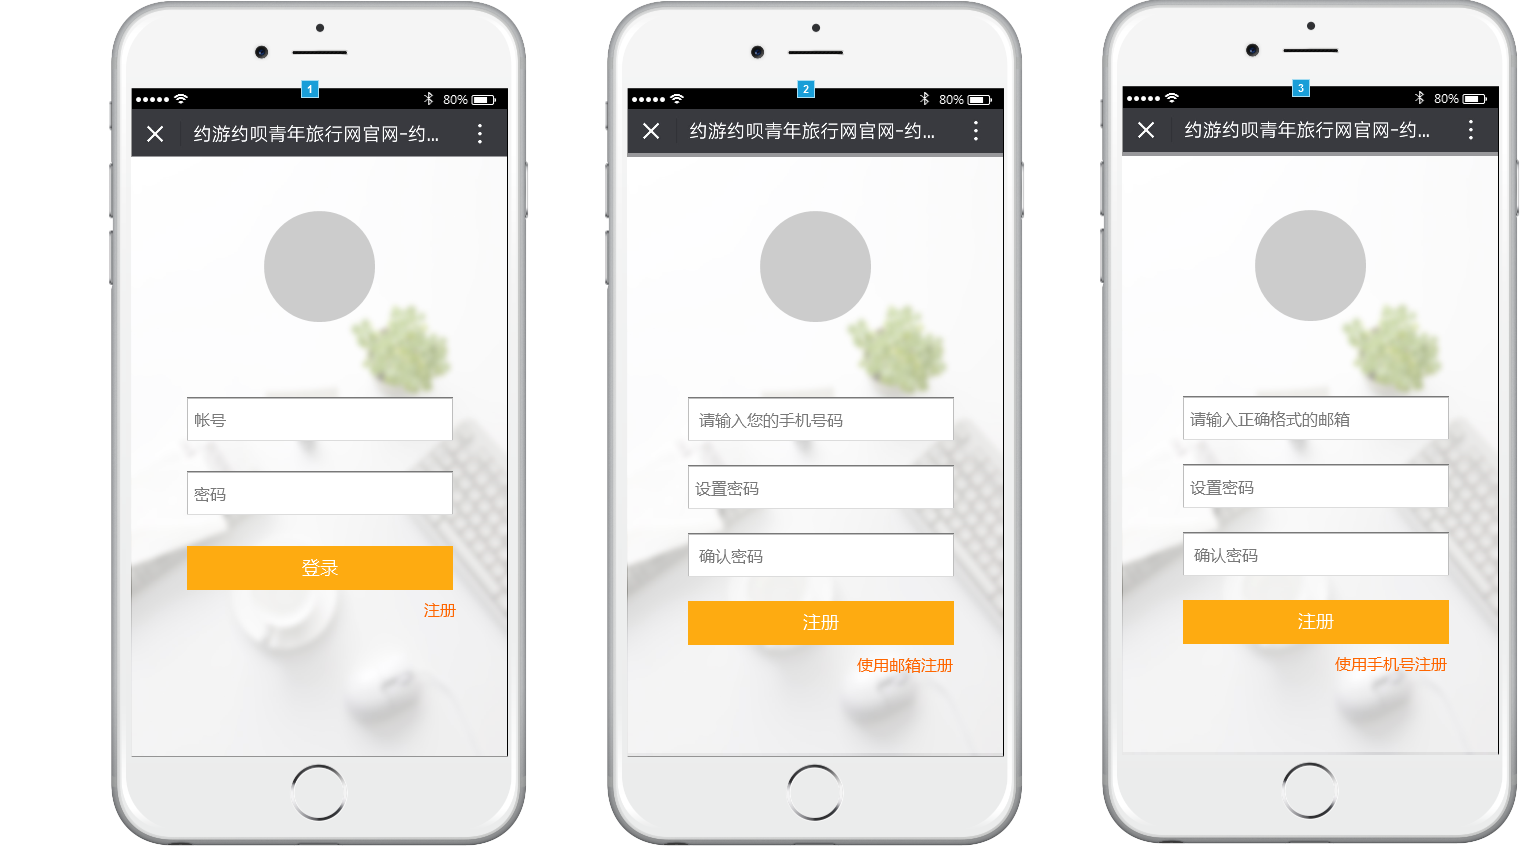 1
80%
约游约呗青年旅行网官网-约...
帐号
密码
登录
注册
2
80%
约游约呗青年旅行网官网-约...
请输入您的手机号码
设置密码
确认密码
注册
使用邮箱注册
3
80%
约游约呗青年旅行网官网-约...
请输入正确格式的邮箱
设置密码
确认密码
注册
使用手机号注册